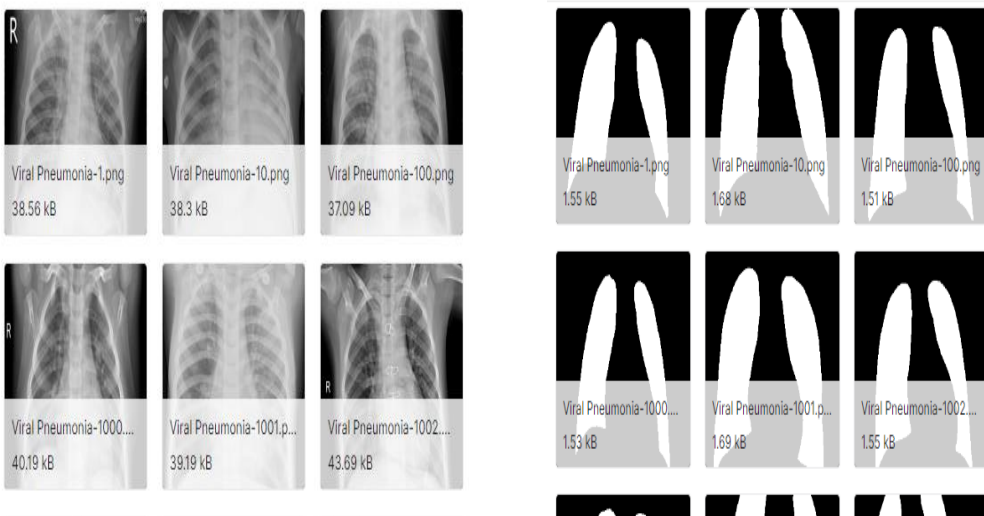 R
Viral Pneumonia-1.png
38.56 kB
Viral Pneumonia-10.png
38.3 kB
Viral Pneumonia-100.png
37.09 kB
R
Viral Pneumonia-1000....
40.19 kB
Viral Pneumonia-1001.p...
39.19 kB
R
Viral Pneumonia-1002....
43.69 kB
Viral Pneumonia-1.png
1.55 kB
Viral Pneumonia-10.png
1.68 kB
Viral Pneumonia-100.png
1.51 kB
Viral Pneumonia-1000....
1.53 kB
Viral Pneumonia-1001.p...
1.69 kB
Viral Pneumonia-1002....
1.55 kB